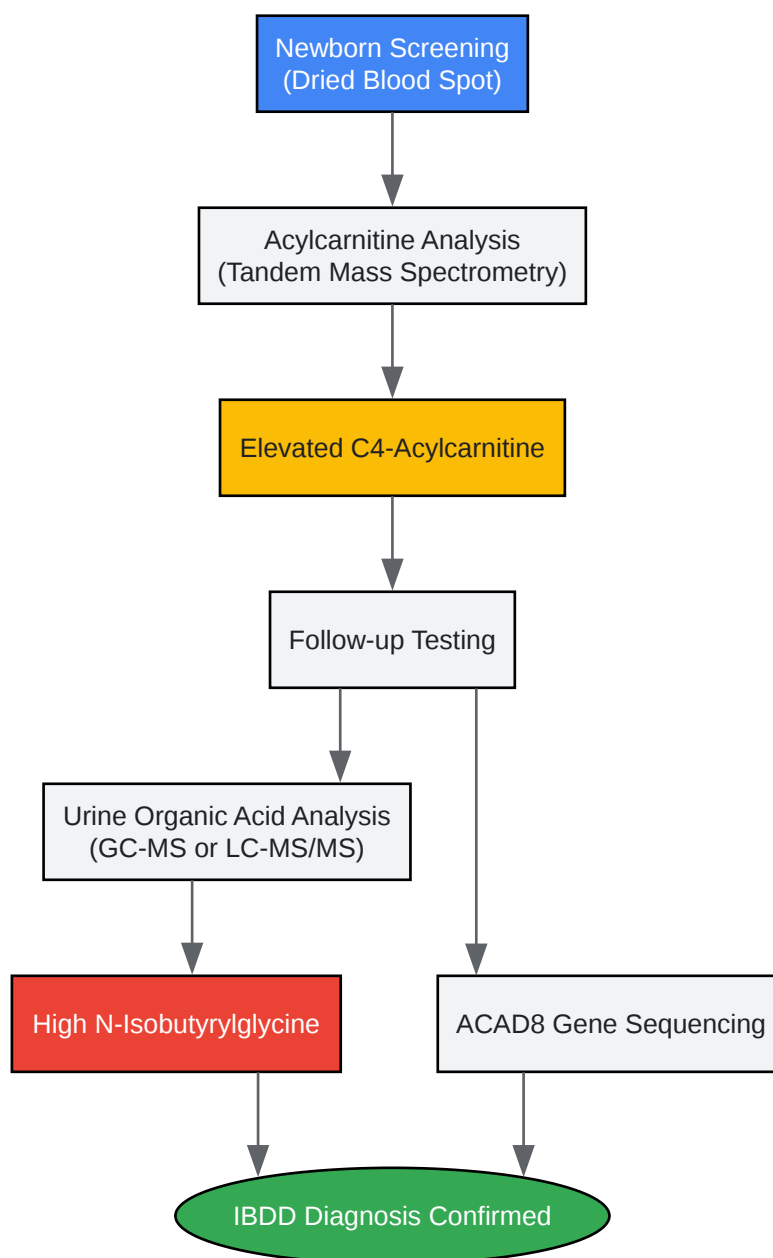 Newborn Screening
(Dried Blood Spot)
Acylcarnitine Analysis
(Tandem Mass Spectrometry)
Elevated C4-Acylcarnitine
Follow-up Testing
Urine Organic Acid Analysis
(GC-MS or LC-MS/MS)
High N-Isobutyrylglycine
ACAD8 Gene Sequencing
IBDD Diagnosis Confirmed